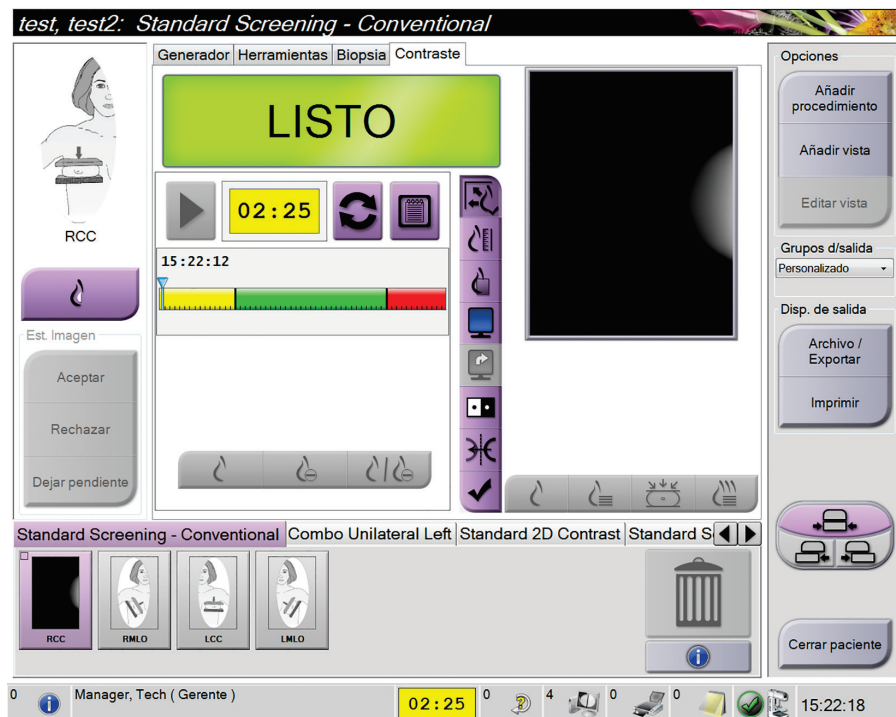 test, test2: Standard Screening - Conventional
Generador Herramientas Biopsia Contraste
LISTO
02:25
15:22:12
RCC
Est. Imagen
Aceptar
Rechazar
Dejar pendiente
Opciones
Añadir
procedimiento
Añadir vista
Editar vista
Grupos d/salida
Personalizado
Disp. de salida
Archivo /
Exportar
Imprimir
Standard Screening - Conventional Combo Unilateral Left Standard 2D Contrast Standard S
RCC RMLO LCC LMLO
Cerrar paciente
0 Manager, Tech ( Gerente ) 02:25 0 4 0 0 15:22:18